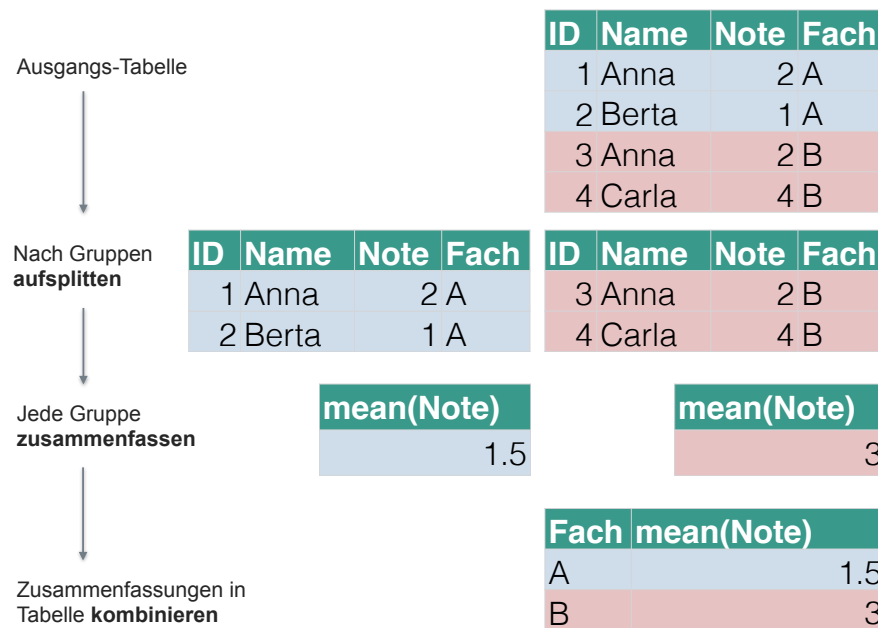 ID Name Note Fach
Ausgangs-Tabelle
1 Anna 2 A
2 Berta 1 A
3 Anna 2 B
4 Carla 4 B
Nach Gruppen
aufsplitten
ID Name Note Fach
1 Anna 2 A
2 Berta 1 A
ID Name Note Fach
3 Anna 2 B
4 Carla 4 B
Jede Gruppe
zusammenfassen
mean(Note)
1.5
mean(Note)
3
Zusammenfassungen in
Tabelle kombinieren
Fach mean(Note)
A 1.5
B 3